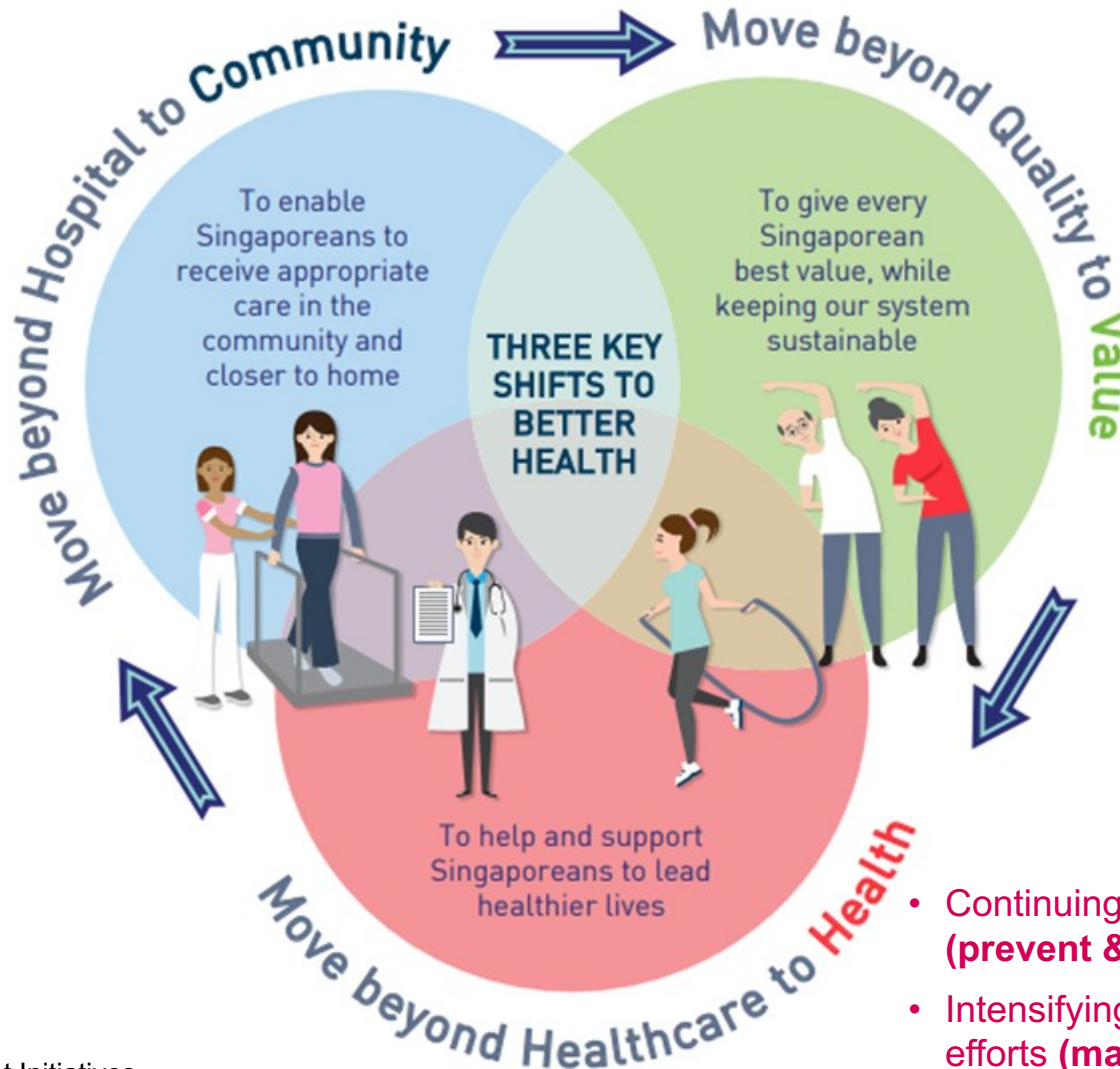 Move beyond Hospital to Community
Move beyond Quality to Value
To enable
Singaporeans to
receive appropriate
care in the
community and
closer to home
To give every
Singaporean
best value, while
keeping our system
sustainable
THREE KEY
SHIFTS TO
BETTER
HEALTH
To help and support
Singaporeans to lead
healthier lives
Move beyond Healthcare to Health
• Continuing
(prevent &
• Intensifying
efforts (ma
t Initiatives